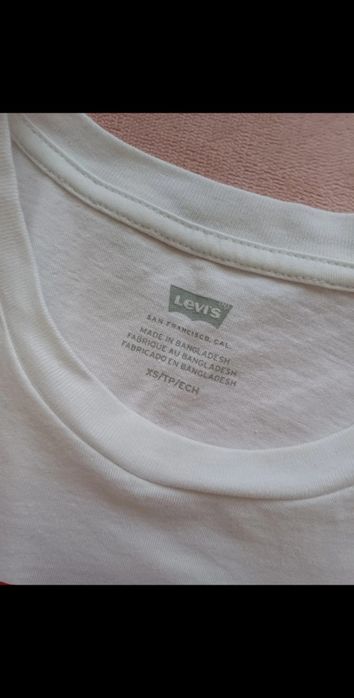 Levi's
SAN FRANCISCO, CAL.
MADE IN BANGLADESH
FABRIQUE AU BANGLADESH
FABRICADO EN BANGLADESH
XS/TP/ECH